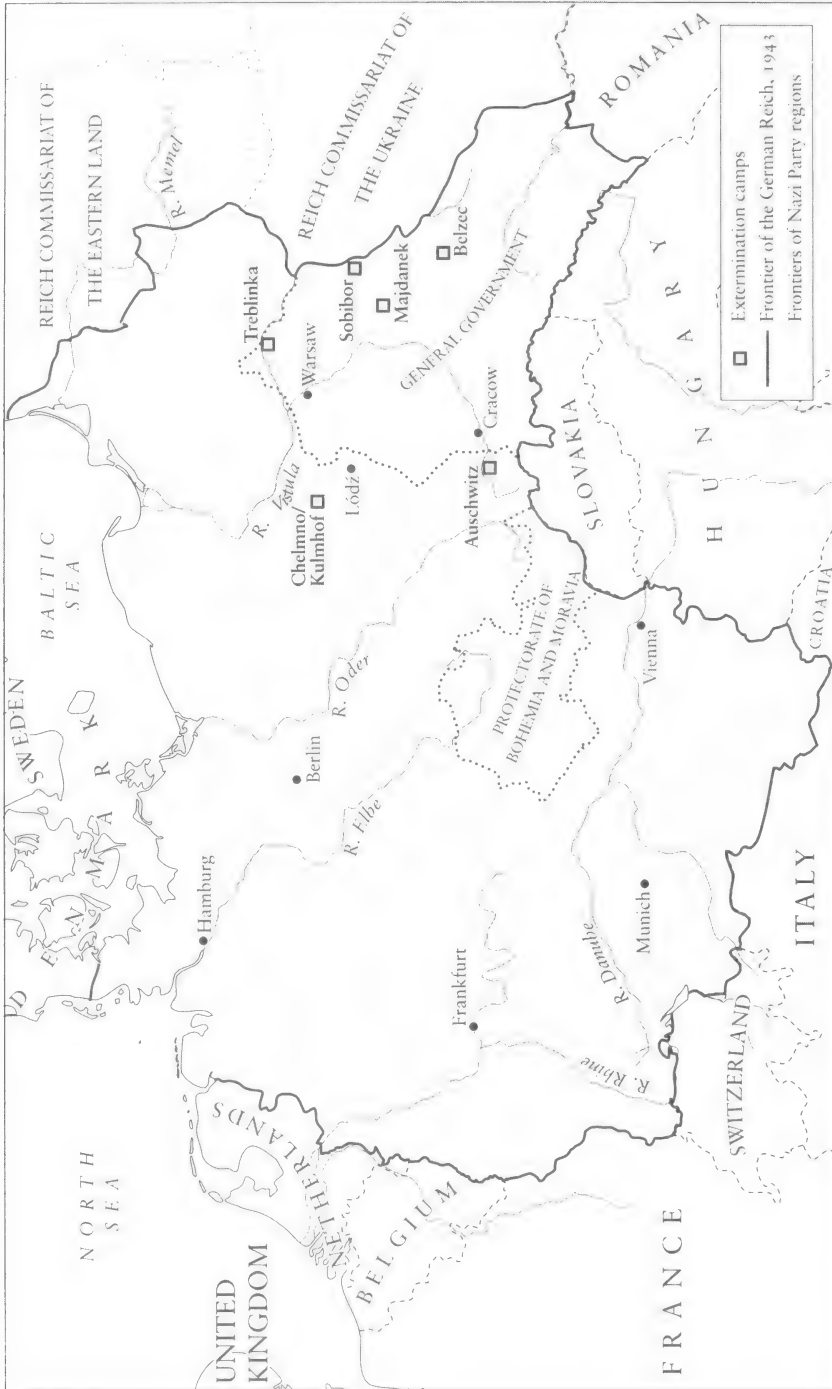 NORTH
SEA
UNITED
KINGDOM
NETHERLANDS
BELGIUM
FRANCE
DENMARK
SWEDEN
BALTIC
SEA
Hamburg
Berlin
R. Elbe
R. Oder
Frankfurt
R. Rhine
R. Danube
Munich
SWITZERLAND
ITALY
PROTECTORATE OF
BOHEMIA AND MORAVIA
Vienna
CROATIA
HUNGARY
SLOVAKIA
REICH COMMISSARIAT OF
THE EASTERN LAND
R. Memel
Treblinka
Warsaw
R. Vistula
Chelmno/
Kulmhof
Łódź
Sobibor
Majdanek
Belzec
GENERAL GOVERNMENT
Cracow
Auschwitz
REICH COMMISSARIAT OF
THE UKRAINE
ROMANIA
Extermination camps
Frontier of the German Reich, 1943
Frontiers of Nazi Party regions